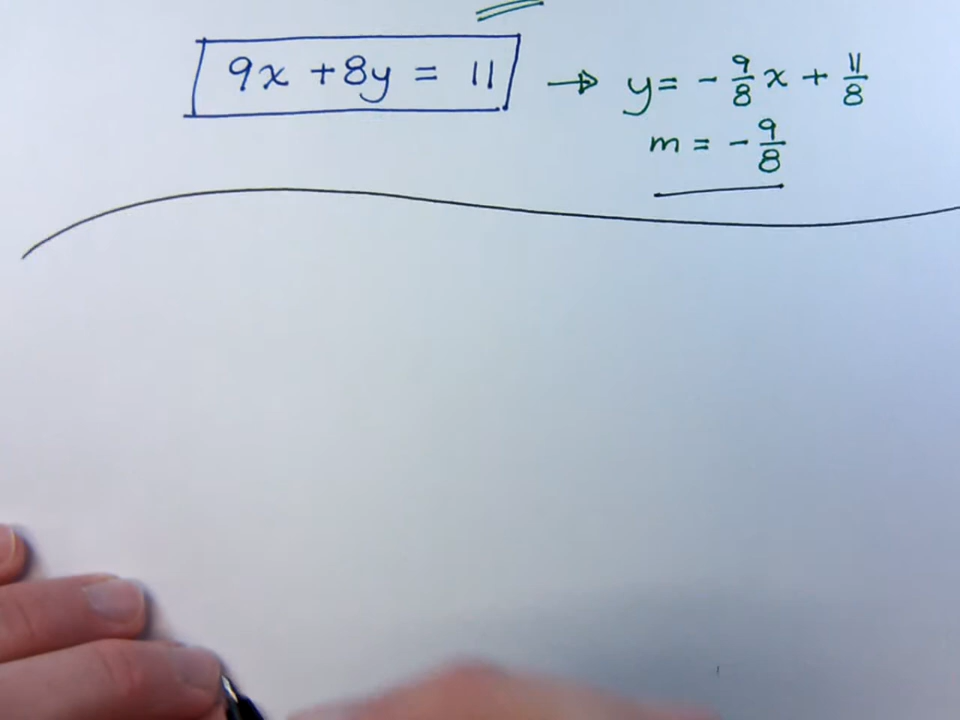 9x + 8y = 11 → y = - 9/8 x + 11/8
m = - 9/8